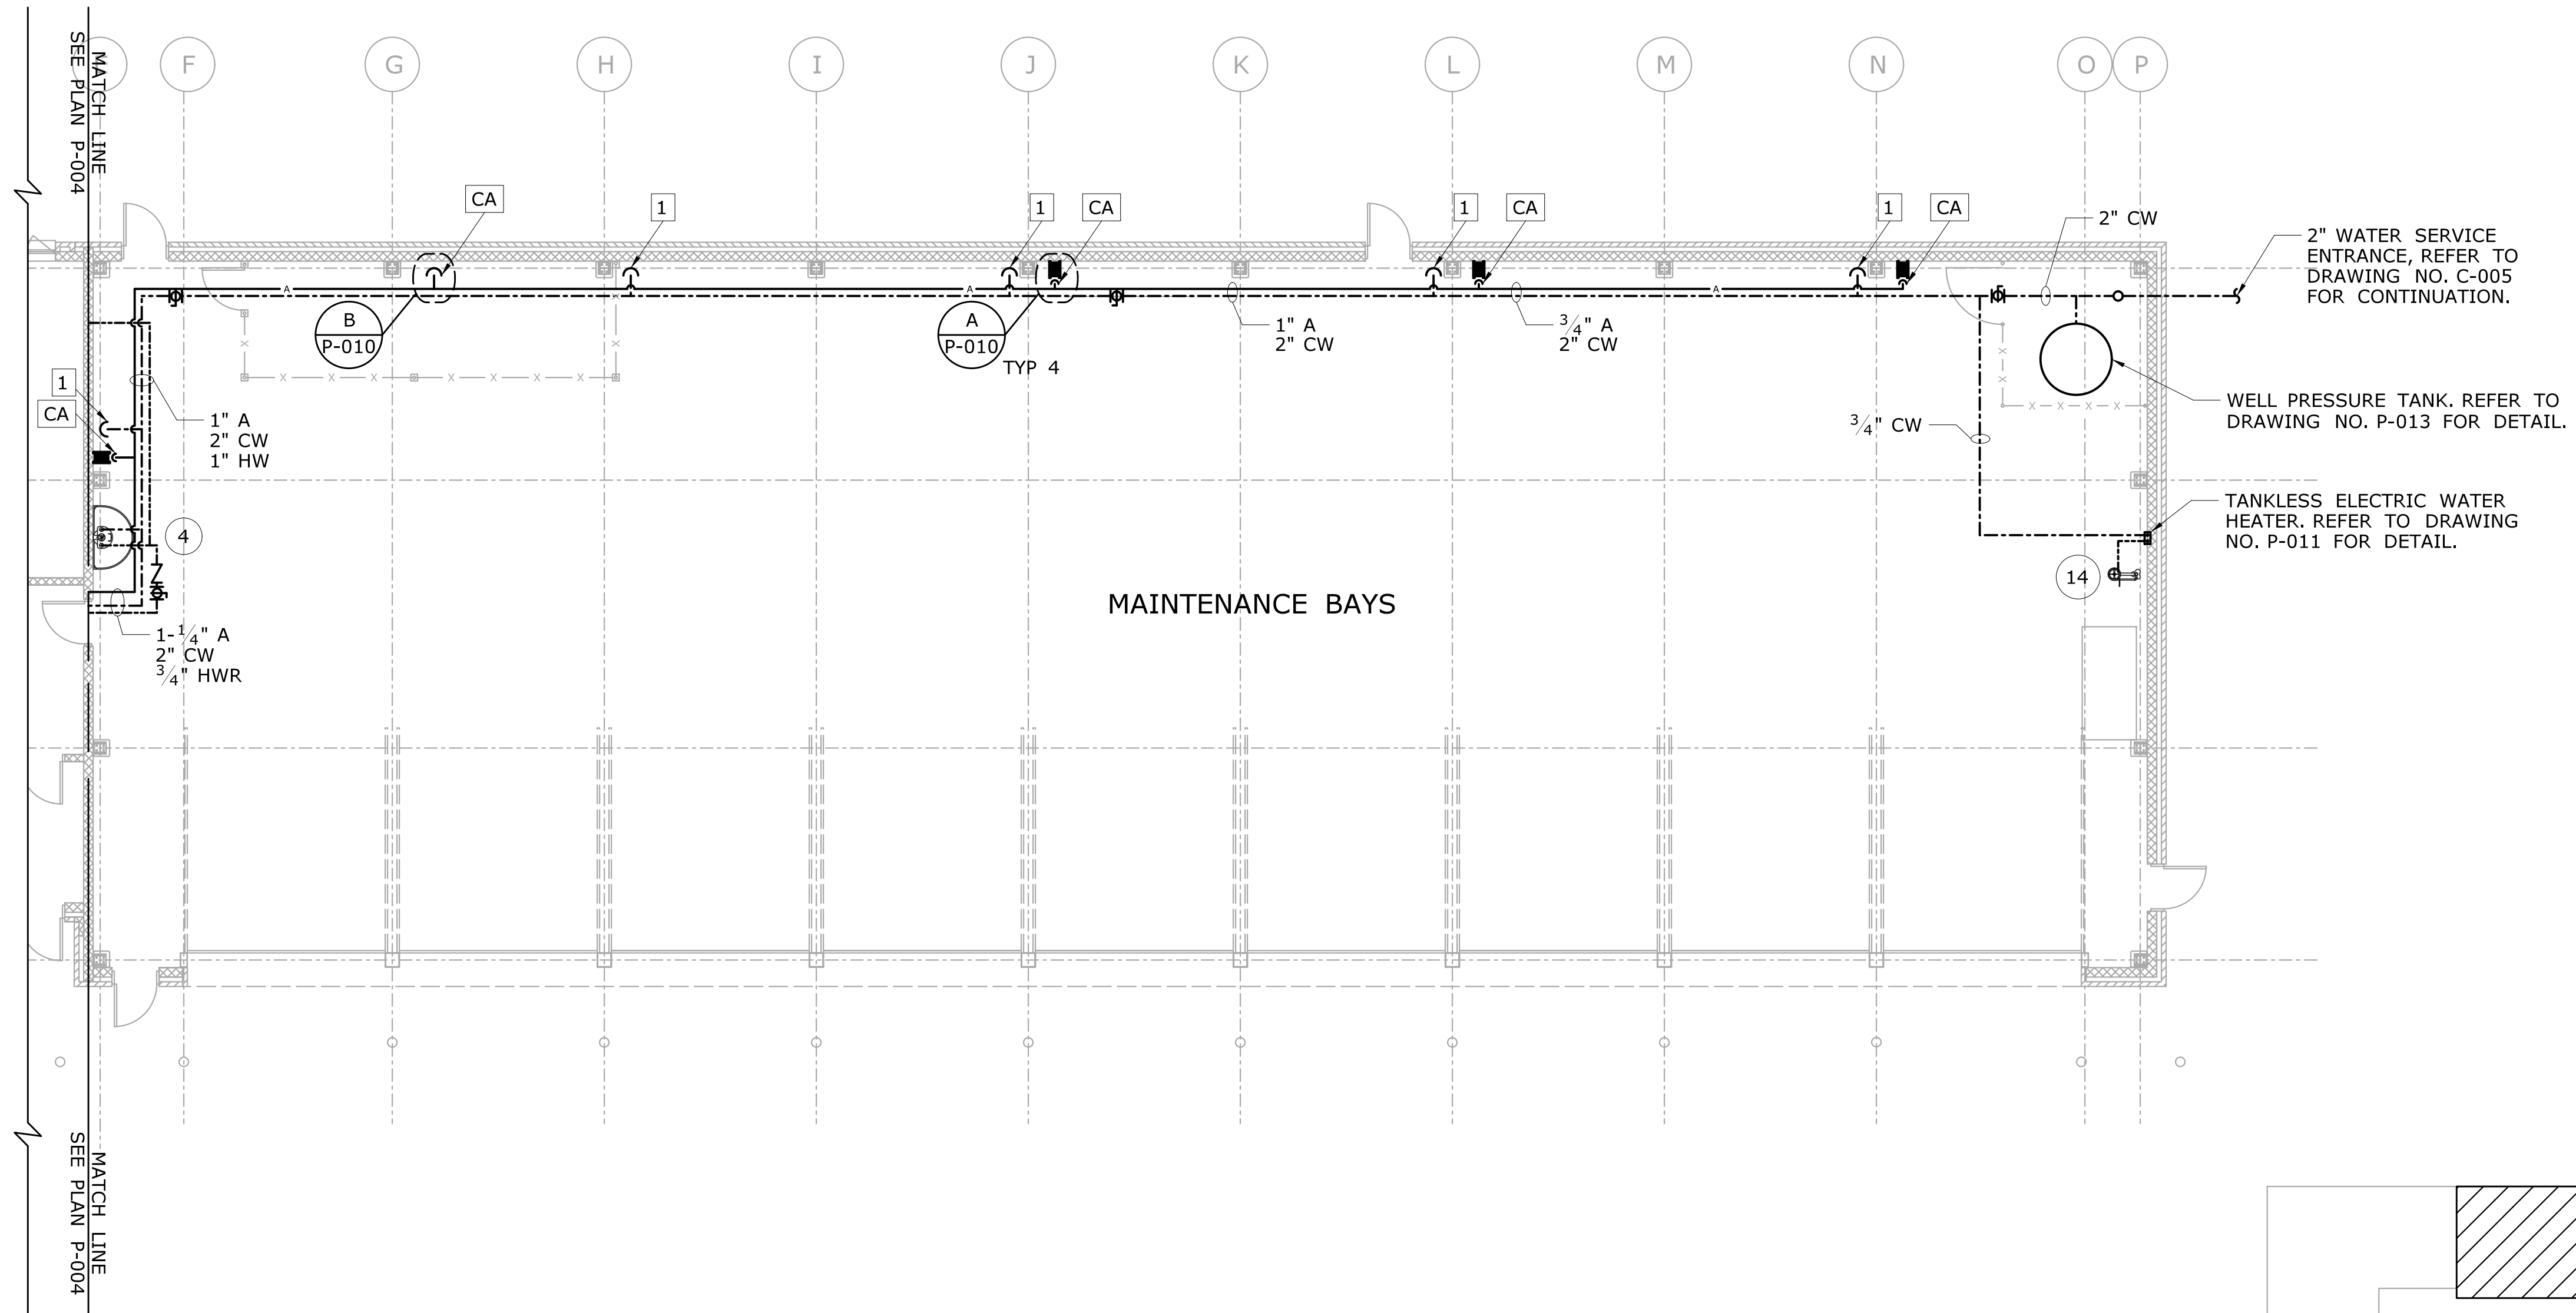 MATCH LINE
SEE PLAN P-004
F
G
H
I
J
K
L
M
N
O
P
CA
1
1
CA
1
CA
1
CA
2" CW
2" WATER SERVICE
ENTRANCE, REFER TO
DRAWING NO. C-005
FOR CONTINUATION.
A
A
A
B
P-010
A
P-010
TYP 4
1" A
2" CW
3/4" A
2" CW
1
CA
1" A
2" CW
1" HW
3/4" CW
WELL PRESSURE TANK. REFER TO
DRAWING NO. P-013 FOR DETAIL.
4
TANKLESS ELECTRIC WATER
HEATER. REFER TO DRAWING
NO. P-011 FOR DETAIL.
14
MAINTENANCE BAYS
1-1/4" A
2" CW
3/4" HWR
MATCH LINE
SEE PLAN P-004